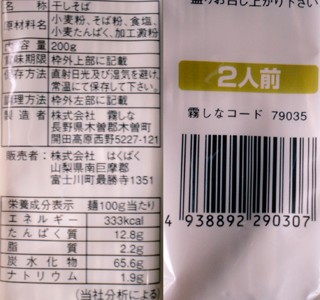 名　称 干しそば
原材料名 小麦粉、そば粉、食塩、
小麦たんぱく、加工澱粉
内容量 200g
賞味期限 枠外上部に記載
保存方法 直射日光及び湿気を避け、
常温にて保存して下さい。
調理方法 枠外左部に記載
製造者 株式会社　霧しな
長野県木曽郡木曽町
開田高原西野5227-121
販売者： 株式会社　はくばく
山梨県南巨摩郡
富士川町最勝寺1351
栄養成分表示 麺100g当たり
エネルギー 333kcal
たんぱく質 12.8g
脂質 2.2g
炭水化物 65.6g
ナトリウム 1.9g
(当社分析による)
2人前
霧しなコード 79035
4 938892 290307